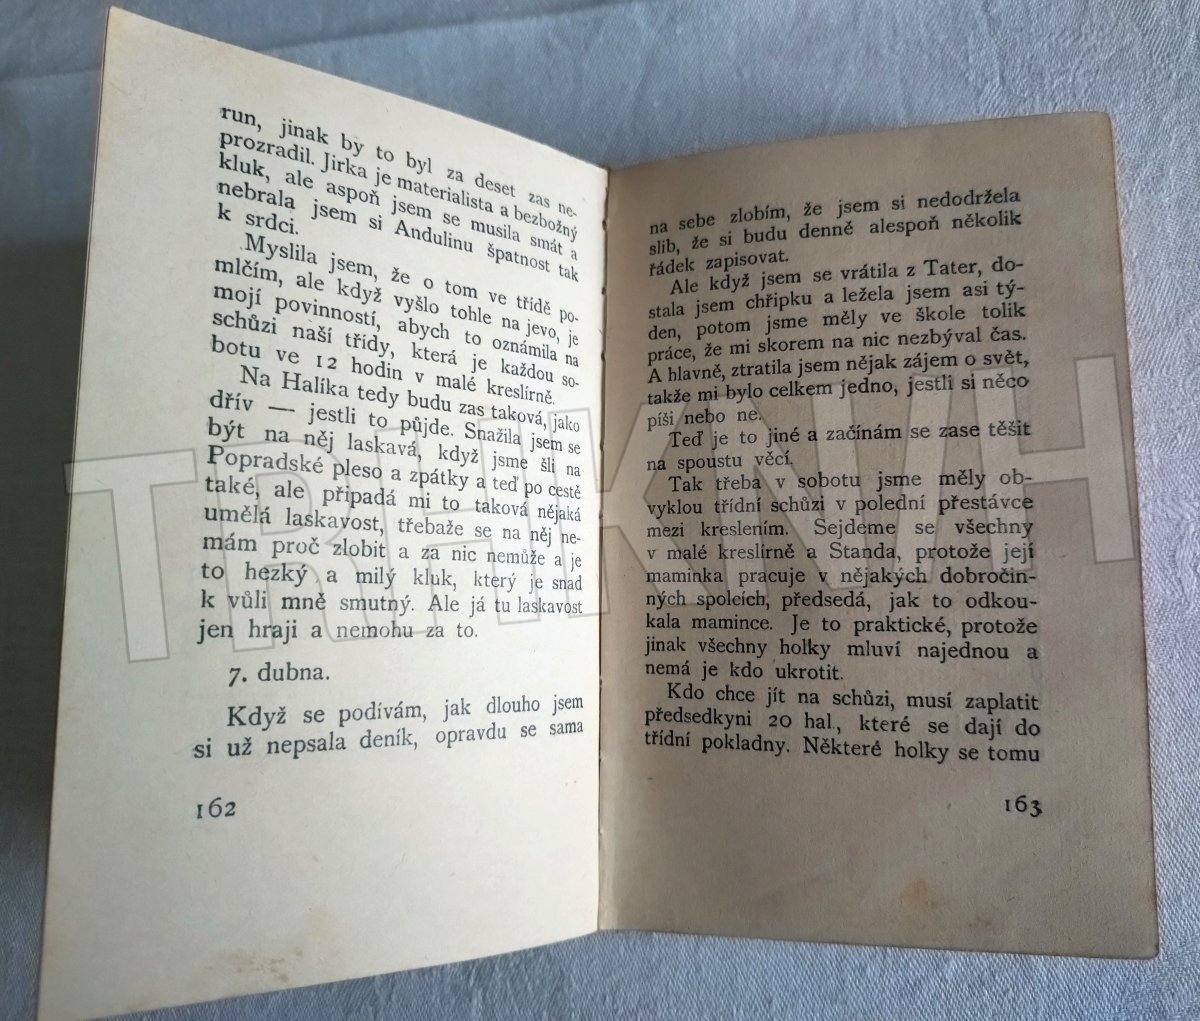 run, jinak by to byl za deset zas ne-
prozradil. Jirka je materialista a bezbožný
kluk, ale aspoň jsem se musila smát a
nebrala jsem si Andulinu špatnost tak
k srdci.
Myslila jsem, že o tom ve třídě po-
mlčím, ale když vyšlo tohle na jevo, je
mojí povinností, abych to oznámila na
schůzi naší třídy, která je každou so-
botu ve 12 hodin v malé kreslírně.
Na Halíka tedy budu zas taková, jako
dřív — jestli to půjde. Snažila jsem se
být na něj laskavá, když jsme šli na
Popradské pleso a zpátky a teď po cestě
také, ale připadá mi to taková nějaká
umělá laskavost, třebaže se na něj ne-
mám proč zlobit a za nic nemůže a je
to hezký a milý kluk, který je snad
k vůli mně smutný. Ale já tu laskavost
jen hraji a nemohu za to.
7. dubna.
Když se podívám, jak dlouho jsem
si už nepsala deník, opravdu se sama
162
na sebe zlobím, že jsem si nedodržela
slib, že si budu denně alespoň několik
řádek zapisovat.
Ale když jsem se vrátila z Tater, do-
stala jsem chřipku a ležela jsem asi tý-
den, potom jsme měly ve škole tolik
práce, že mi skorem na nic nezbýval čas.
A hlavně, ztratila jsem nějak zájem o svět,
takže mi bylo celkem jedno, jestli si něco
píši nebo ne.
Teď je to jiné a začínám se zase těšit
na spoustu věcí.
Tak třeba v sobotu jsme měly ob-
vyklou třídní schůzi v polední přestávce
mezi kreslením. Sejdeme se všechny
v malé kreslírně a Standa, protože její
maminka pracuje v nějakých dobročin-
ných spolcích, předsedá, jak to odkou-
kala mamince. Je to praktické, protože
jinak všechny holky mluví najednou a
nemá je kdo ukrotit.
Kdo chce jít na schůzi, musí zaplatit
předsedkyni 20 hal., které se dají do
třídní pokladny. Některé holky se tomu
163
TRHKNIH